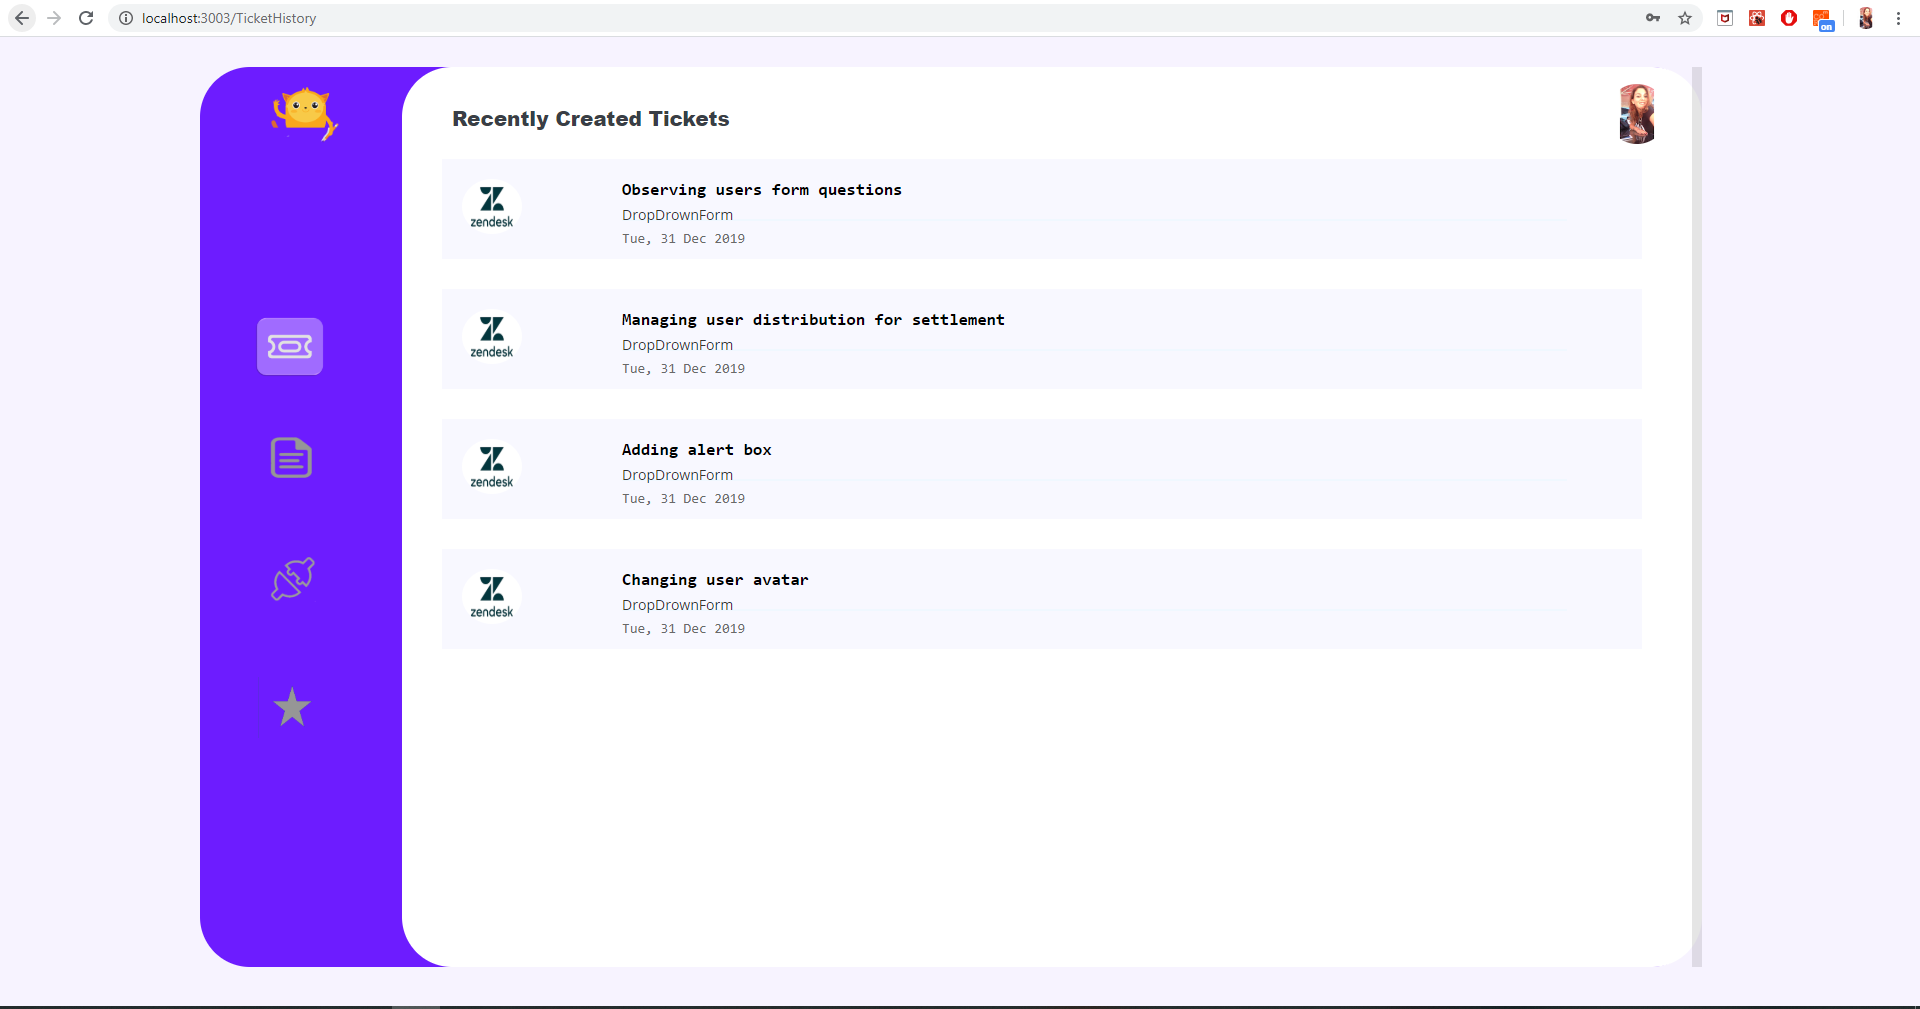 localhost:3003/TicketHistory
on
Recently Created Tickets
zendesk
Observing users form questions
DropDrownForm
Tue, 31 Dec 2019
zendesk
Managing user distribution for settlement
DropDrownForm
Tue, 31 Dec 2019
zendesk
Adding alert box
DropDrownForm
Tue, 31 Dec 2019
zendesk
Changing user avatar
DropDrownForm
Tue, 31 Dec 2019